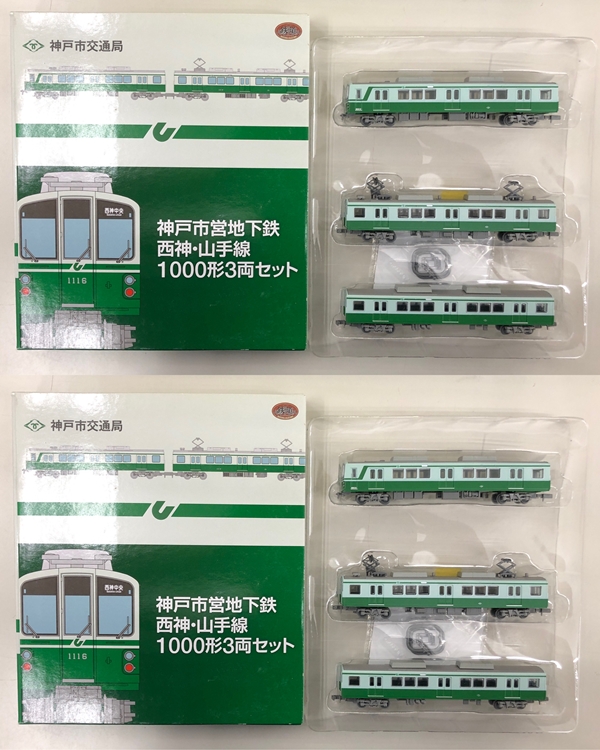 神戸市交通局
西神中央
1116
神戸市営地下鉄
西神・山手線
1000形3両セット
神戸市交通局
西神中央
1116
神戸市営地下鉄
西神・山手線
1000形3両セット